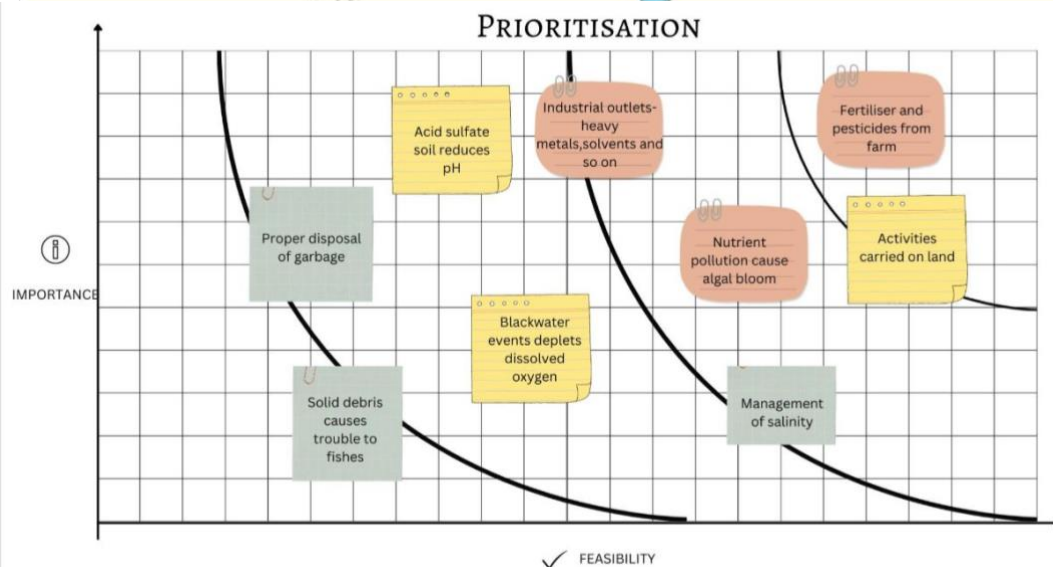 PRIORITISATION
Acid sulfate
soil reduces
pH
Industrial outlets-
heavy
metals,solvents and
so on
Fertiliser and
pesticides from
farm
Proper disposal
of garbage
Nutrient
pollution cause
algal bloom
Activities
carried on land
IMPORTANCE
Blackwater
events deplets
dissolved
oxygen
Solid debris
causes
trouble to
fishes
Management
of salinity
FEASIBILITY